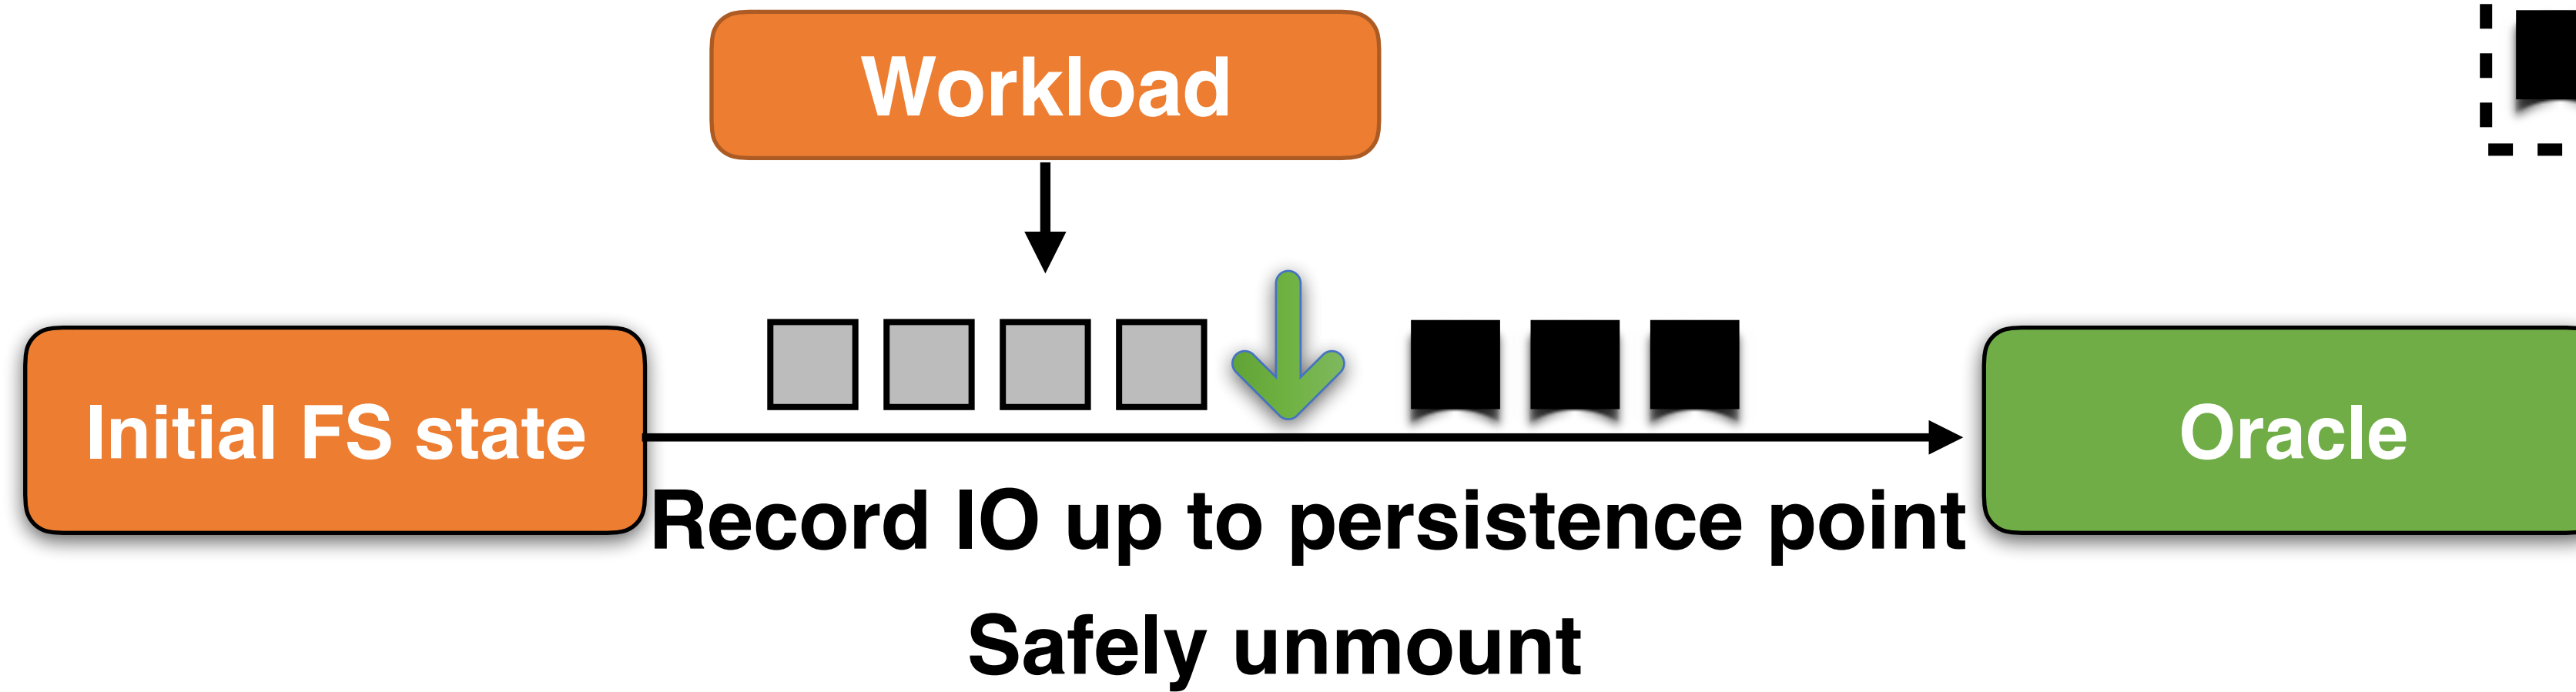 Workload
Initial FS state
Oracle
Record IO up to persistence point
Safely unmount